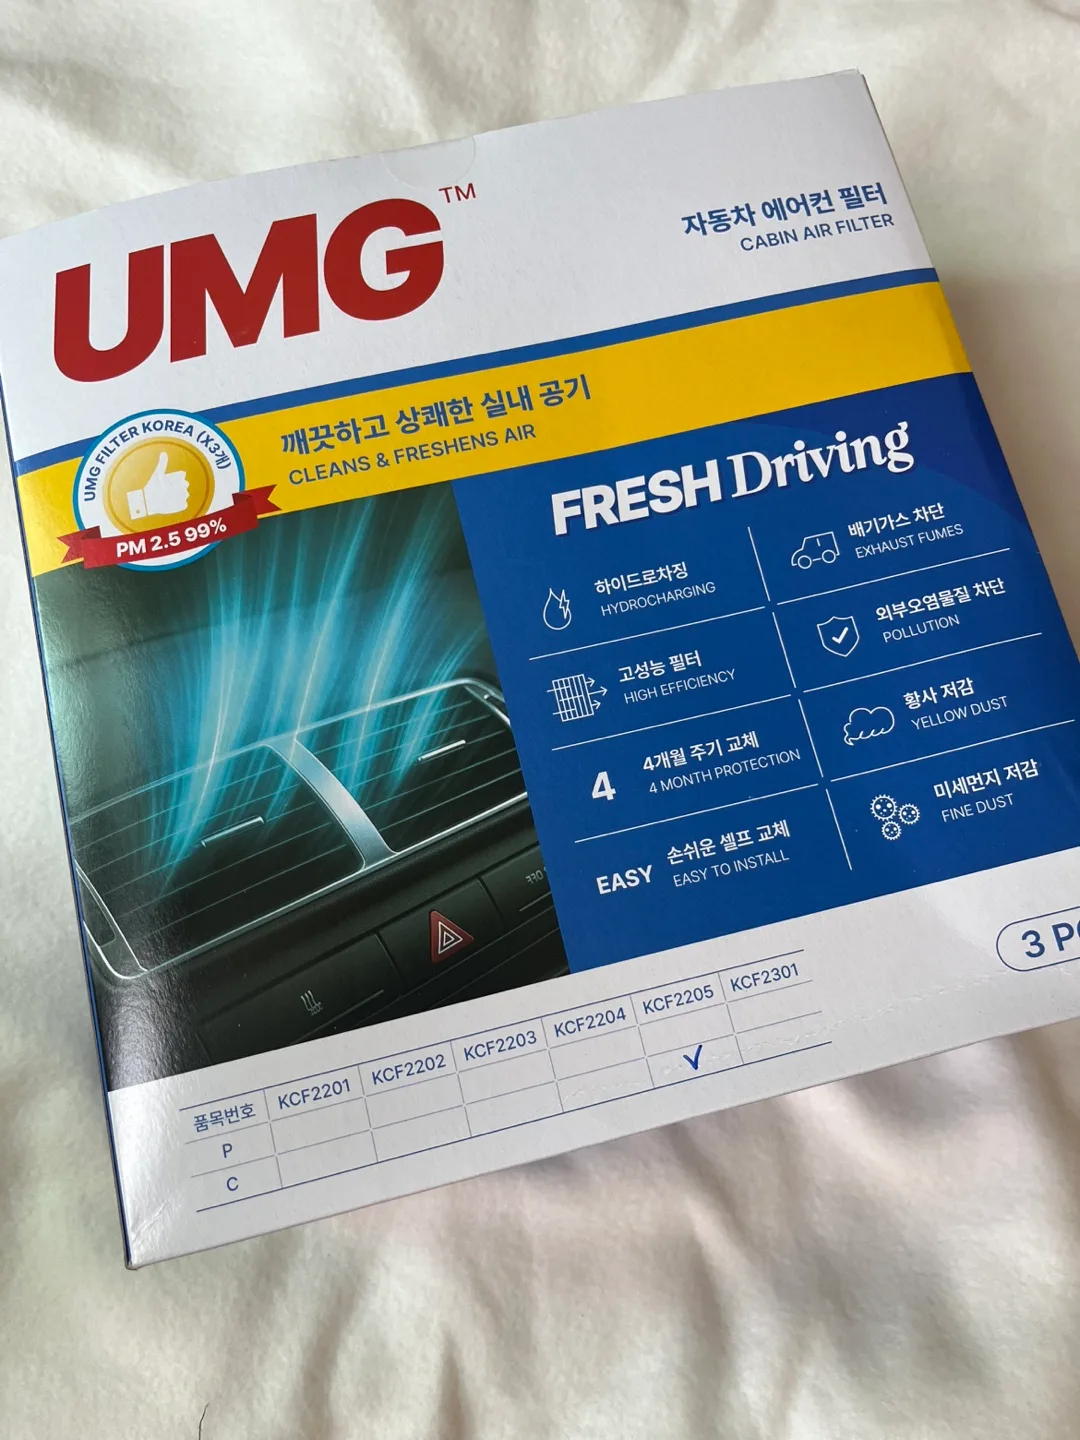 UMG™
자동차 에어컨 필터
CABIN AIR FILTER
깨끗하고 상쾌한 실내 공기
CLEANS & FRESHENS AIR
UMG FILTER KOREA (X3개)
PM 2.5 99%
FRESH Driving
하이드로차징
HYDROCHARGING
배기가스 차단
EXHAUST FUMES
고성능 필터
HIGH EFFICIENCY
외부오염물질 차단
POLLUTION
4
4개월 주기 교체
4 MONTH PROTECTION
황사 저감
YELLOW DUST
EASY
손쉬운 셀프 교체
EASY TO INSTALL
미세먼지 저감
FINE DUST
3
품목번호 KCF2201 KCF2202 KCF2203 KCF2204 KCF2205 KCF2301
P
C